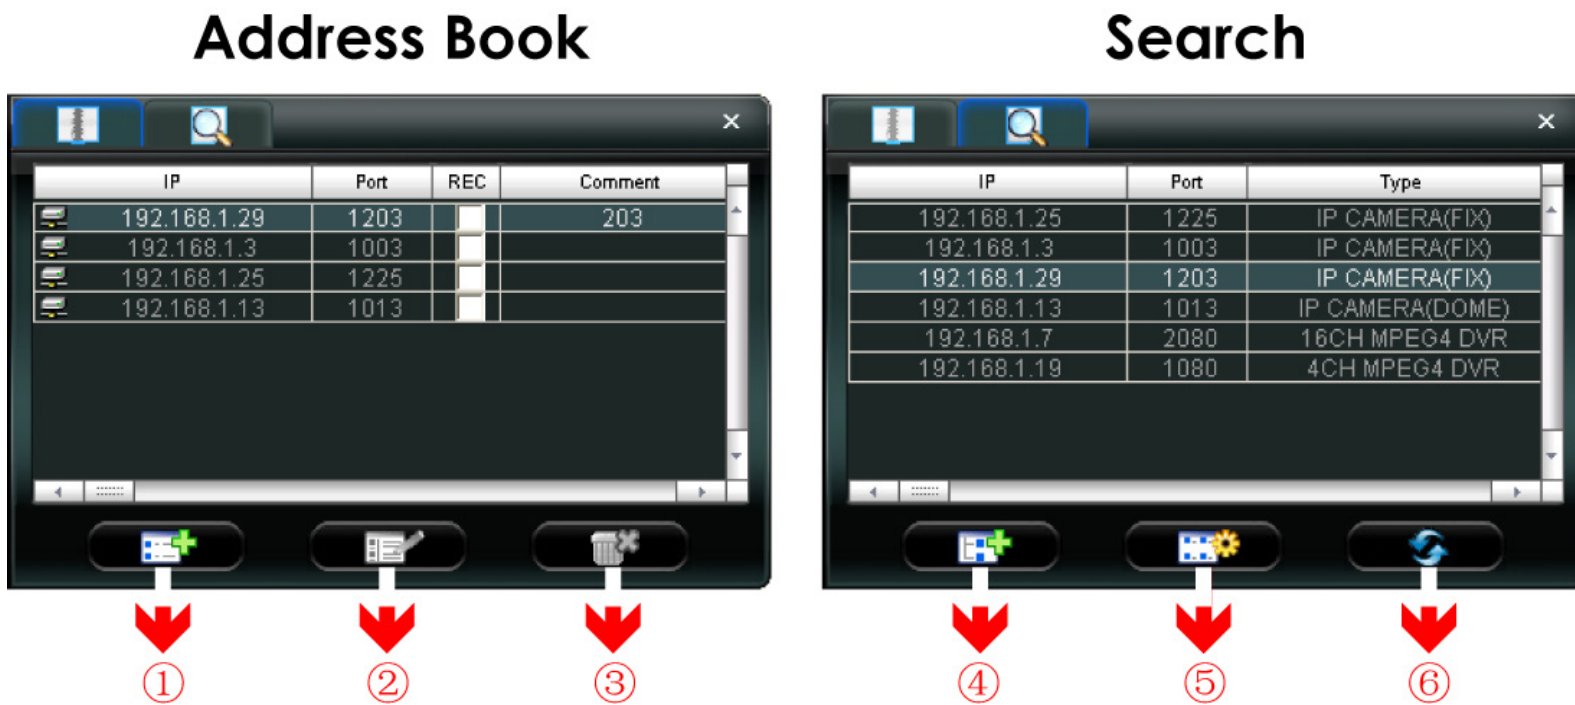 Address Book
IP Port REC Comment
192.168.1.29 1203 203
192.168.1.3 1003
192.168.1.25 1225
192.168.1.13 1013
①
②
③
Search
IP Port Type
192.168.1.25 1225 IP CAMERA(FIX)
192.168.1.3 1003 IP CAMERA(FIX)
192.168.1.29 1203 IP CAMERA(FIX)
192.168.1.13 1013 IP CAMERA(DOME)
192.168.1.7 2080 16CH MPEG4 DVR
192.168.1.19 1080 4CH MPEG4 DVR
④
⑤
⑥